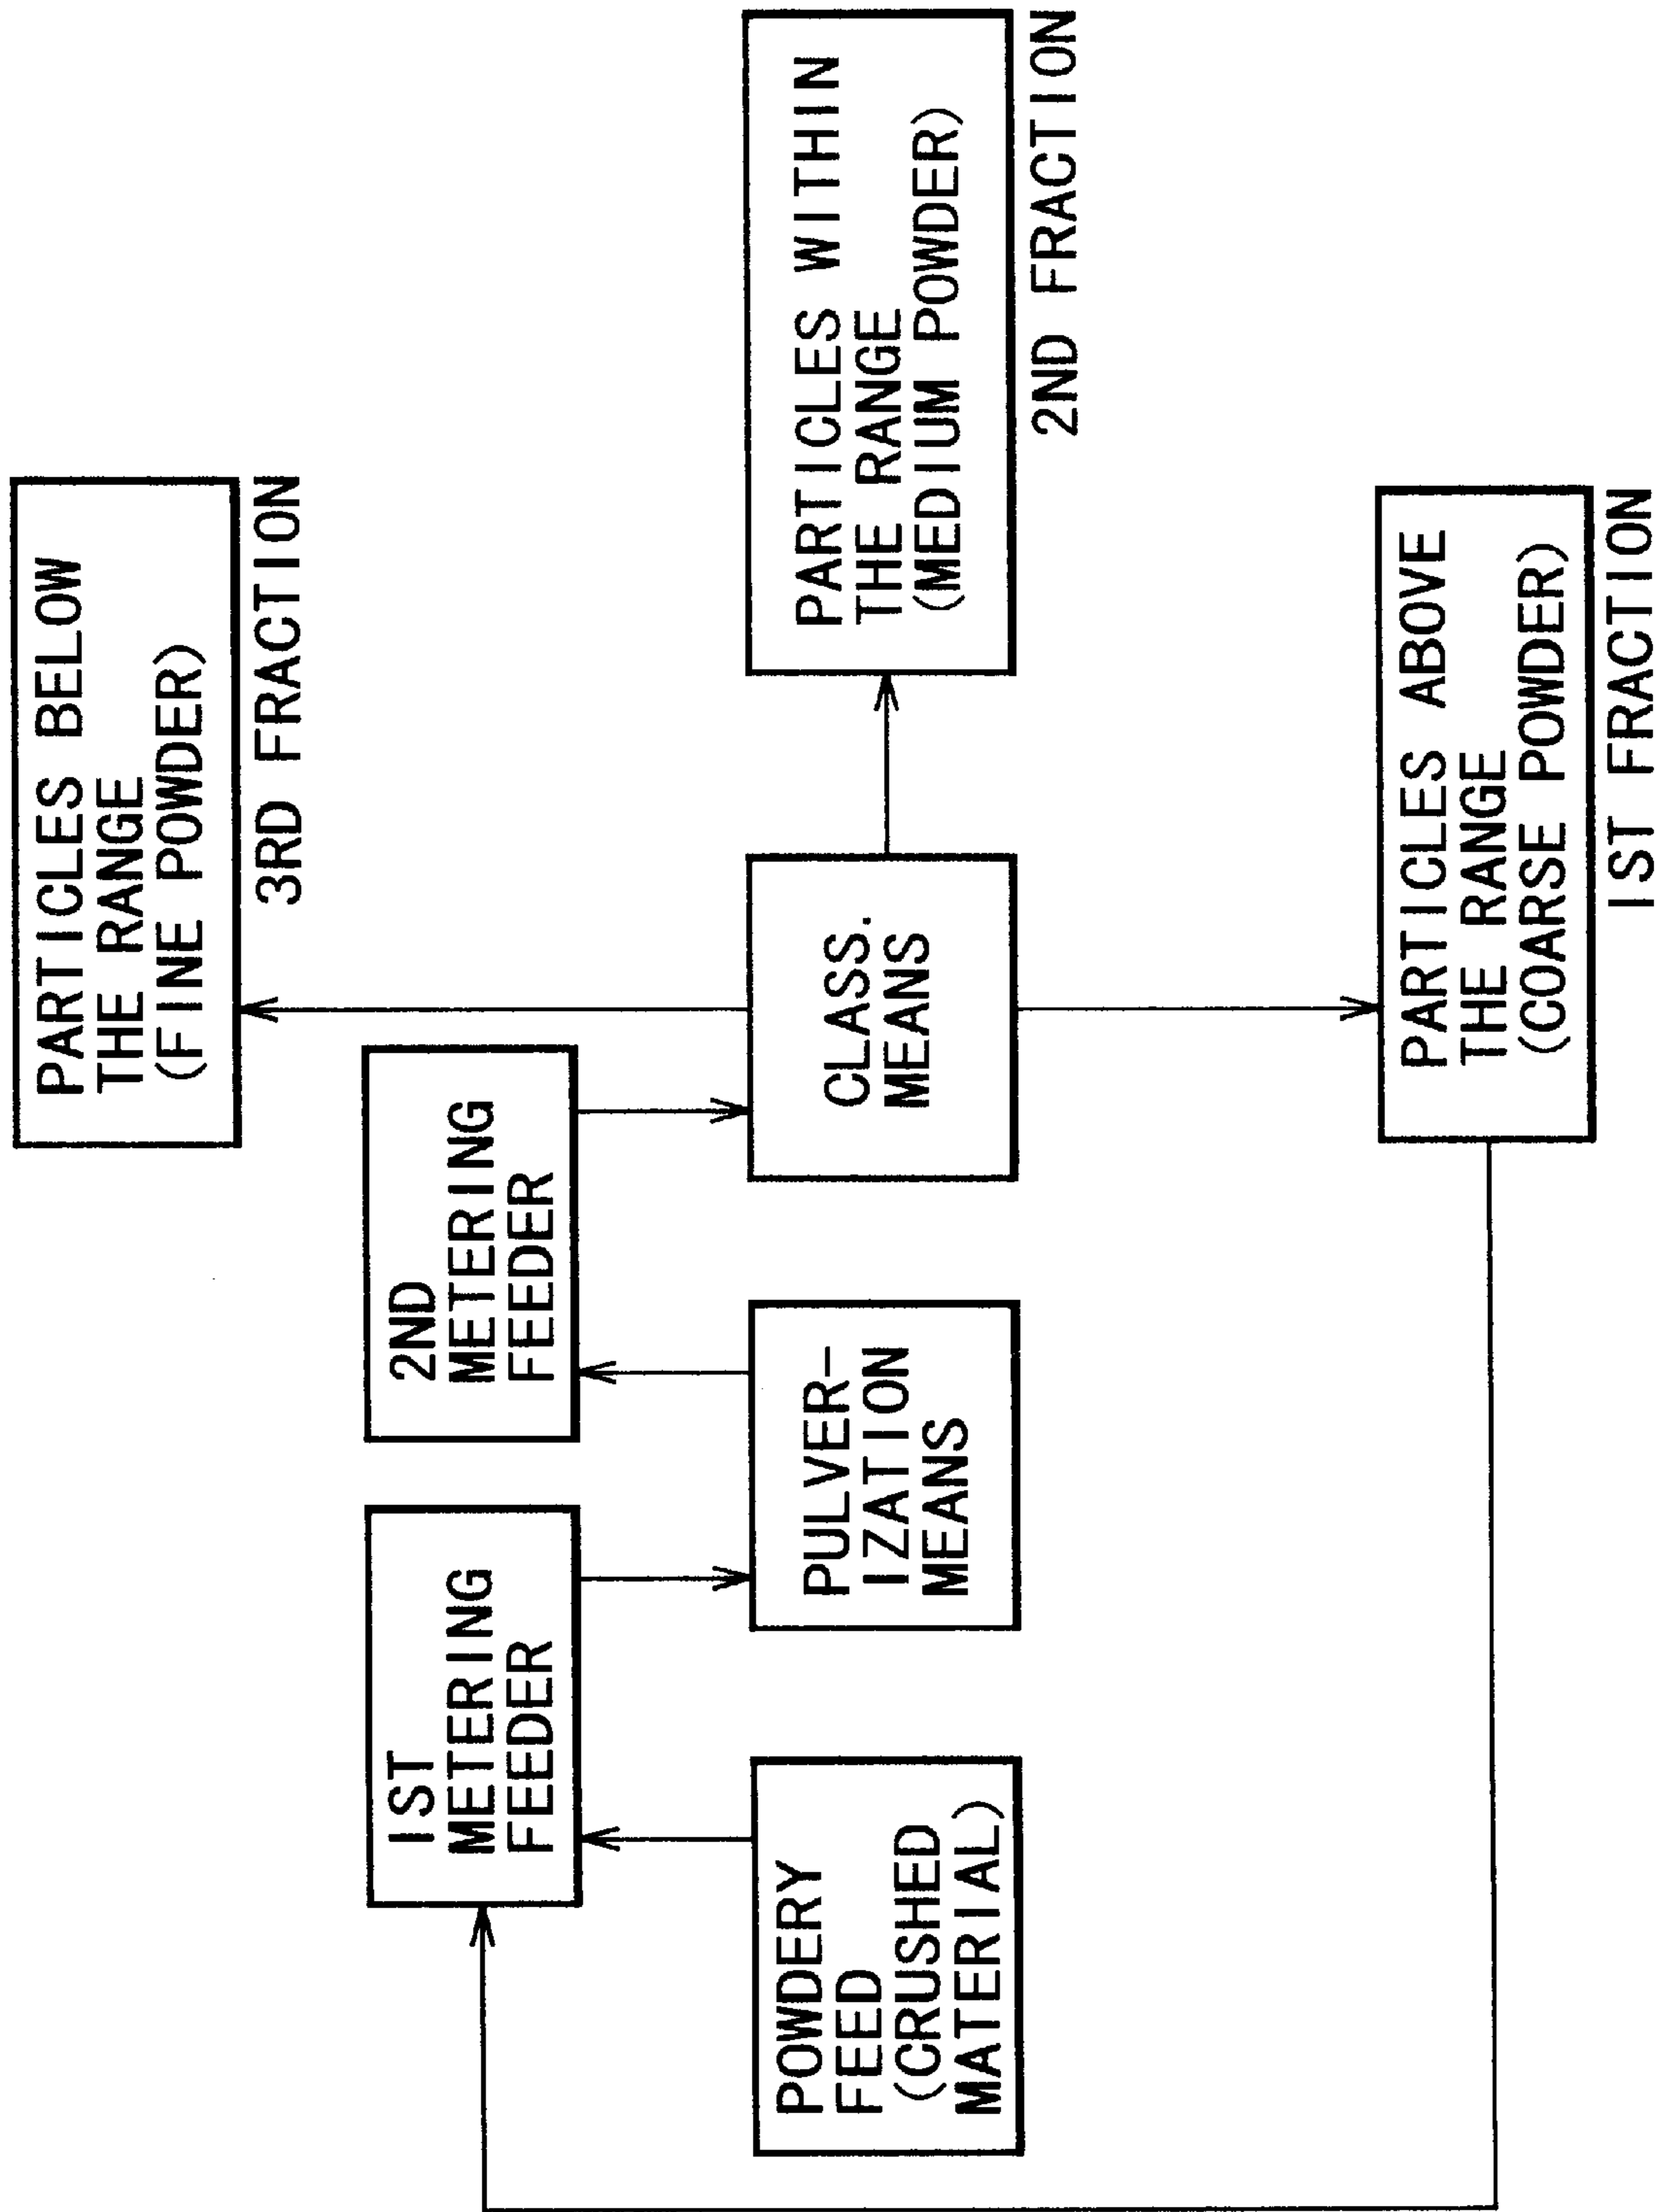 POWDERY
FEED
(CRUSHED
MATERIAL)
1ST
METERING
FEEDER
PULVER-
IZATION
MEANS
2ND
METERING
FEEDER
CLASS.
MEANS
PARTICLES BELOW
THE RANGE
(FINE POWDER)
3RD FRACTION
PARTICLES WITHIN
THE RANGE
(MEDIUM POWDER)
2ND FRACTION
PARTICLES ABOVE
THE RANGE
(COARSE POWDER)
1ST FRACTION